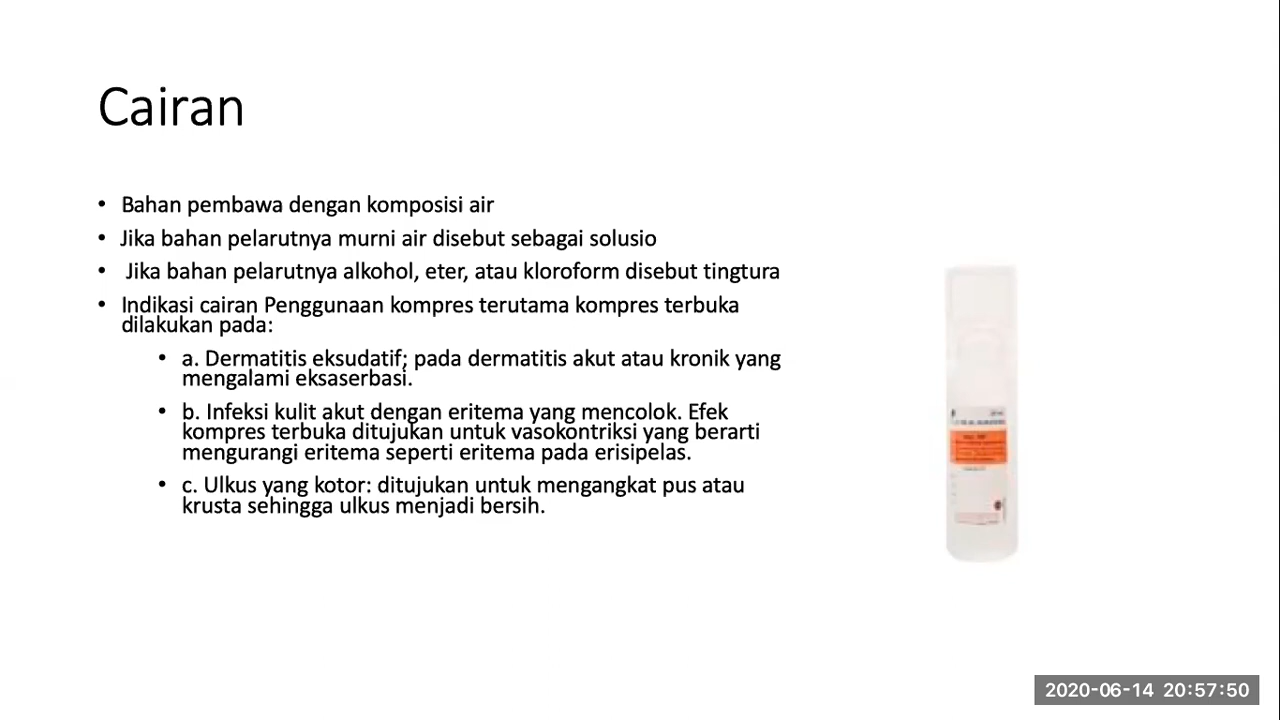 Cairan
• Bahan pembawa dengan komposisi air
• Jika bahan pelarutnya murni air disebut sebagai solusio
• Jika bahan pelarutnya alkohol, eter, atau kloroform disebut tingtura
• Indikasi cairan Penggunaan kompres terutama kompres terbuka
dilakukan pada:
• a. Dermatitis eksudatif; pada dermatitis akut atau kronik yang
mengalami eksaserbasi.
• b. Infeksi kulit akut dengan eritema yang mencolok. Efek
kompres terbuka ditujukan untuk vasokontriksi yang berarti
mengurangi eritema seperti eritema pada erisipelas.
• c. Ulkus yang kotor: ditujukan untuk mengangkat pus atau
krusta sehingga ulkus menjadi bersih.
2020-06-14 20:57:50